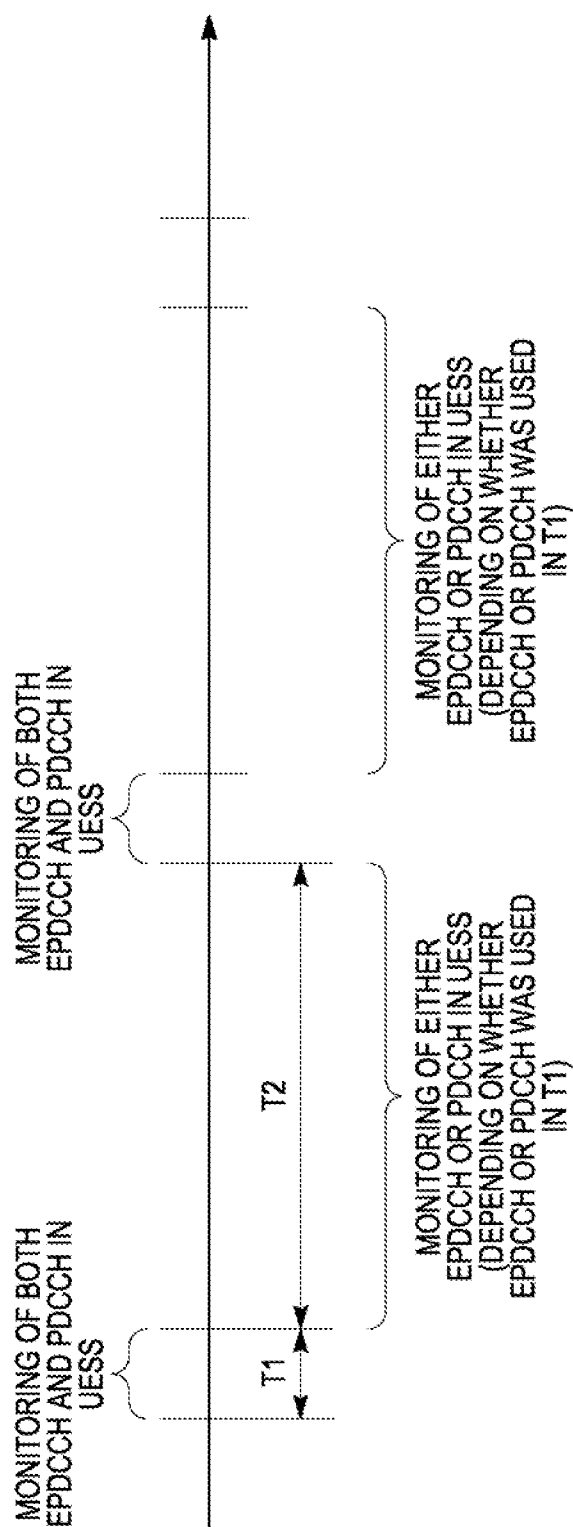 MONITORING OF BOTH
EPDCCH AND PDCCH IN
UESS
MONITORING OF BOTH
EPDCCH AND PDCCH IN
UESS
T1
T2
MONITORING OF EITHER
EPDCCH OR PDCCH IN UESS
(DEPENDING ON WHETHER
EPDCCH OR PDCCH WAS USED
IN T1)
MONITORING OF EITHER
EPDCCH OR PDCCH IN UESS
(DEPENDING ON WHETHER
EPDCCH OR PDCCH WAS USED
IN T1)